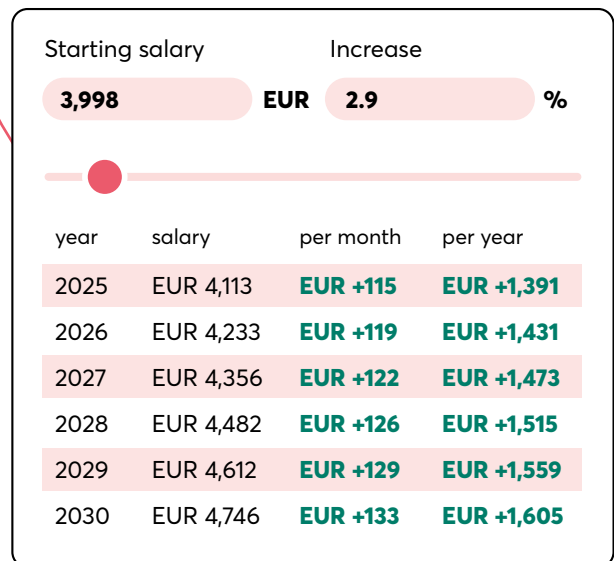 Starting salary Increase
3,998 EUR 2.9 %
year salary per month per year
2025 EUR 4,113 EUR +115 EUR +1,391
2026 EUR 4,233 EUR +119 EUR +1,431
2027 EUR 4,356 EUR +122 EUR +1,473
2028 EUR 4,482 EUR +126 EUR +1,515
2029 EUR 4,612 EUR +129 EUR +1,559
2030 EUR 4,746 EUR +133 EUR +1,605